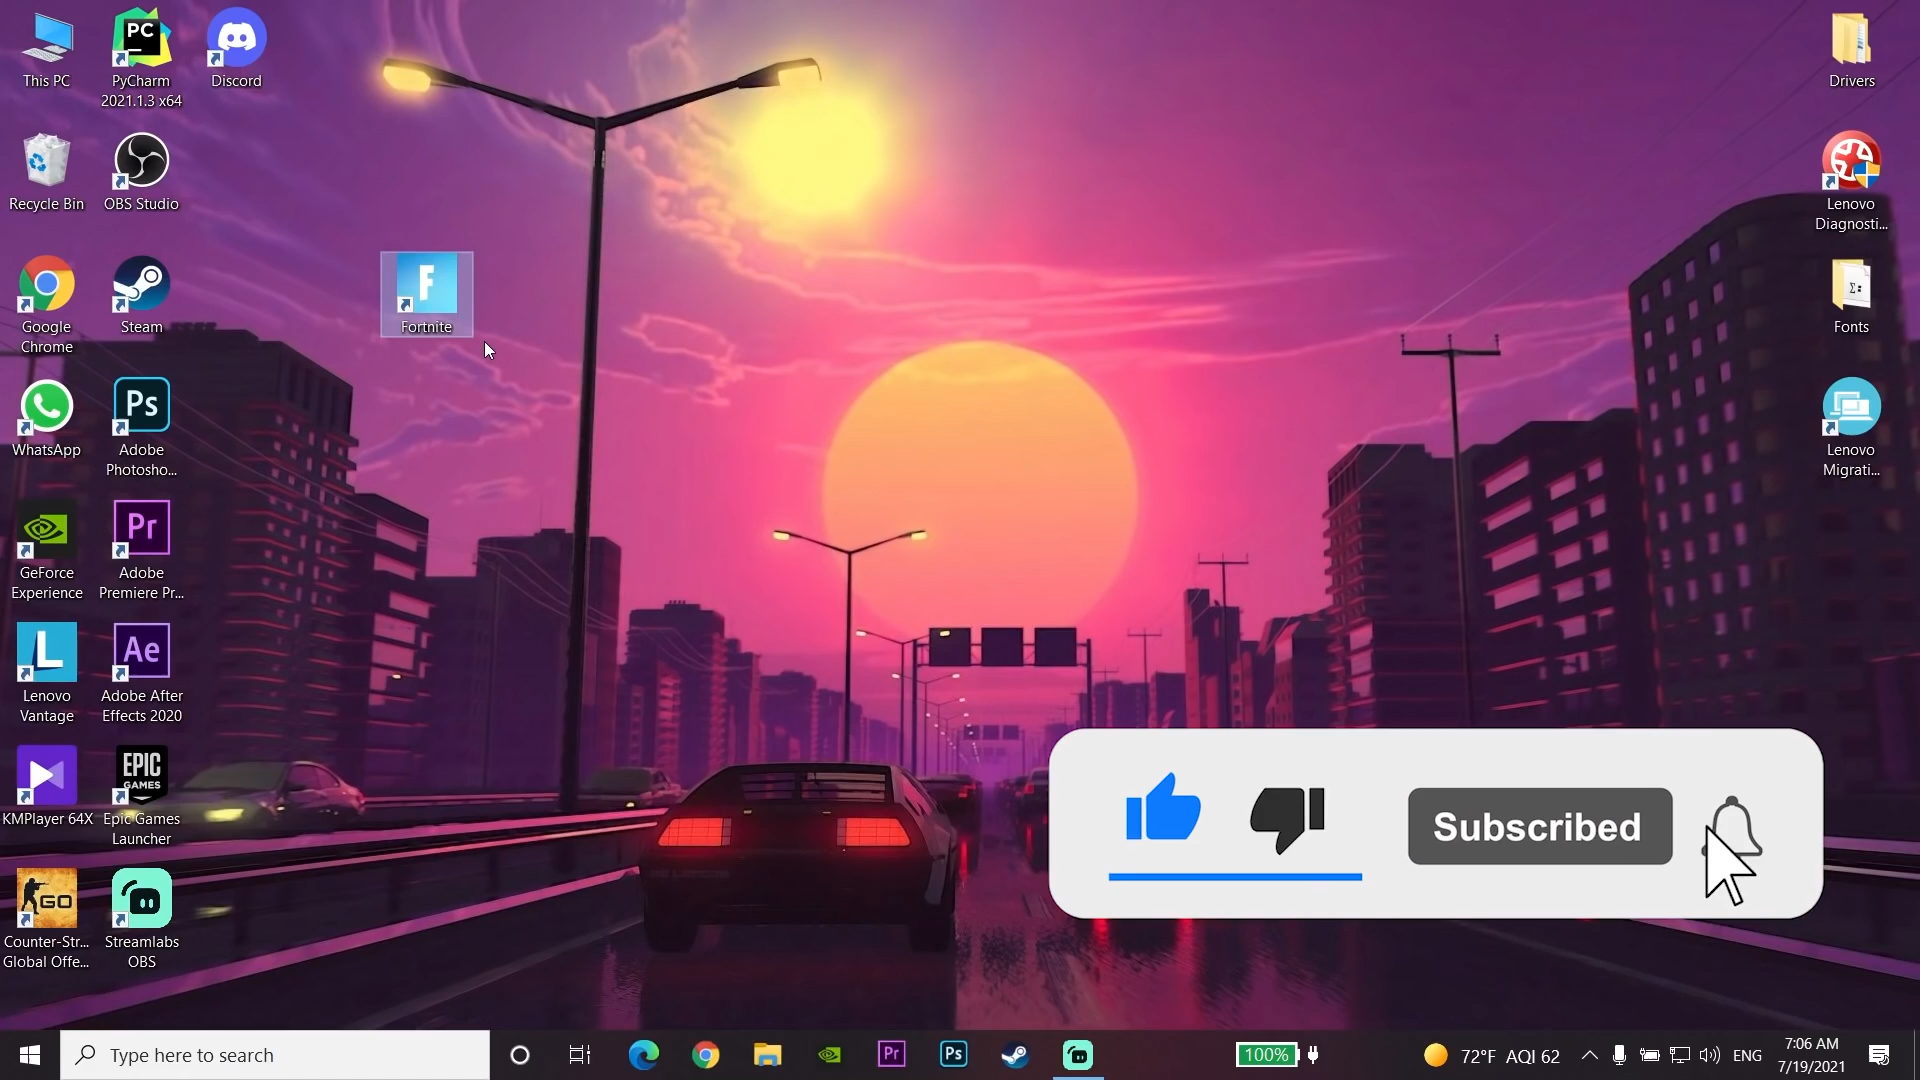 This PC
PC
PyCharm
2021.1.3 x64
Discord
Drivers
Recycle Bin
OBS Studio
Lenovo
Diagnosti...
Google
Chrome
Steam
F
Fortnite
Fonts
WhatsApp
Ps
Adobe
Photosho...
Lenovo
Migrati...
GeForce
Experience
Pr
Adobe
Premiere Pr...
L
Lenovo
Vantage
Ae
Adobe After
Effects 2020
KMPlayer 64X
EPIC
GAMES
Epic Games
Launcher
Subscribed
GO
Counter-Str...
Global Offe...
Streamlabs
OBS
Type here to search
Pr
Ps
100%
72°F AQI 62
ENG
7:06 AM
7/19/2021